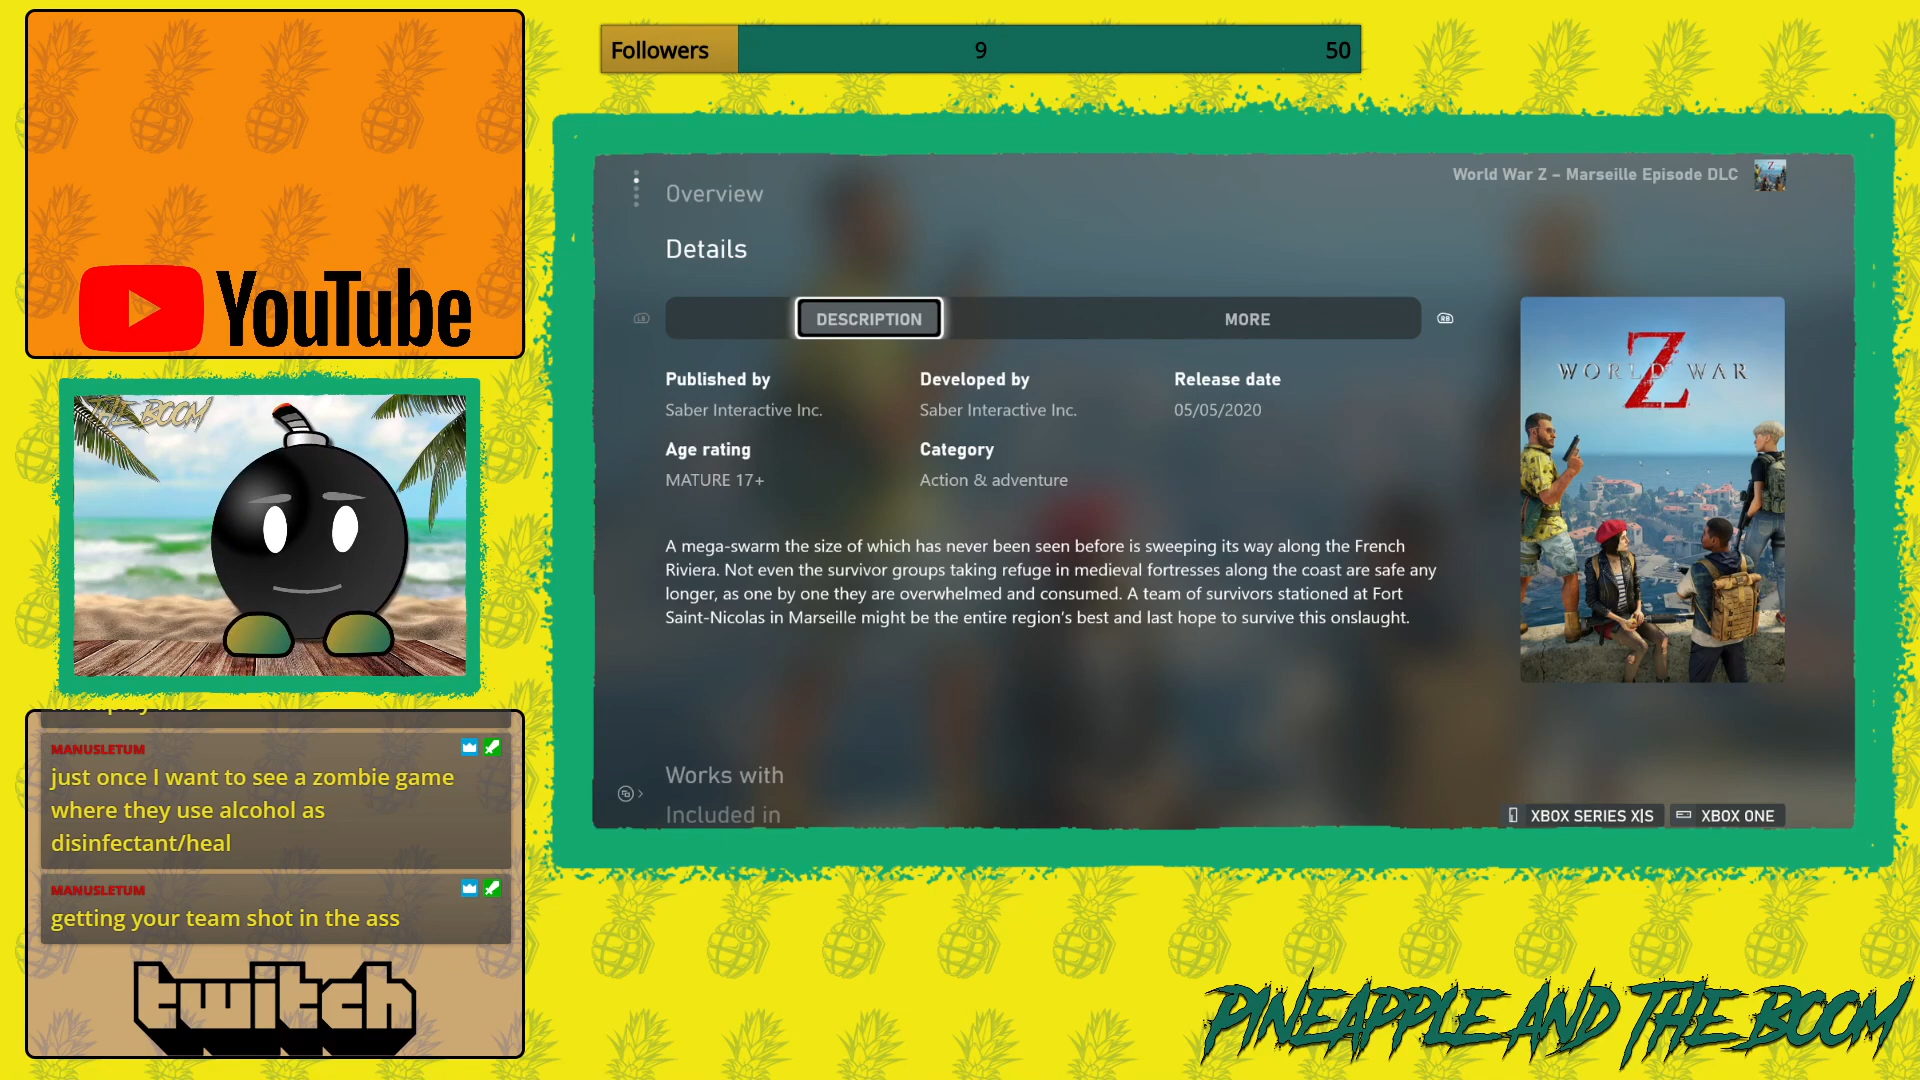 Followers 9 50
YouTube
THE BOOM
MANUSLETUM
just once I want to see a zombie game
where they use alcohol as
disinfectant/heal
MANUSLETUM
getting your team shot in the ass
twitch
World War Z – Marseille Episode DLC
Overview
Details
LB DESCRIPTION MORE RB
Published by Developed by Release date
Saber Interactive Inc. Saber Interactive Inc. 05/05/2020
Age rating Category
MATURE 17+ Action & adventure
A mega-swarm the size of which has never been seen before is sweeping its way along the French
Riviera. Not even the survivor groups taking refuge in medieval fortresses along the coast are safe any
longer, as one by one they are overwhelmed and consumed. A team of survivors stationed at Fort
Saint-Nicolas in Marseille might be the entire region's best and last hope to survive this onslaught.
Works with
Included in
WORLD WAR Z
XBOX SERIES X|S XBOX ONE
PINEAPPLE AND THE BOOM